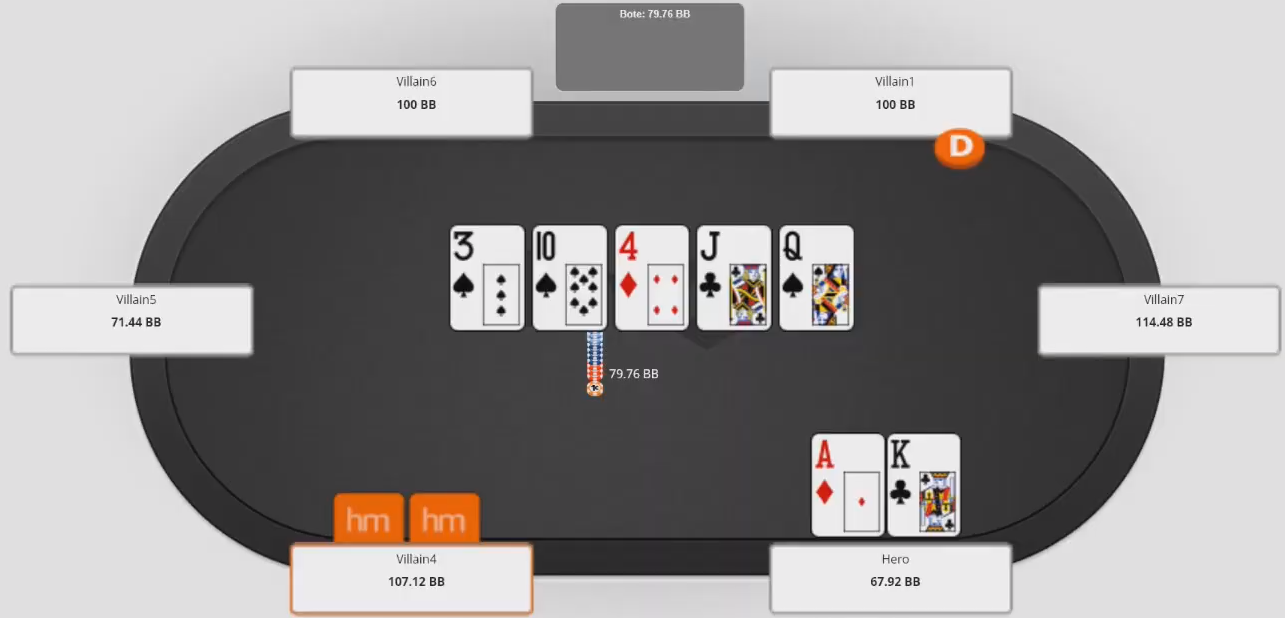 Bote: 79.76 BB
Villain6
100 BB
Villain1
100 BB
D
3
10
4
J
Q
Villain5
71.44 BB
Villain7
114.48 BB
79.76 BB
A
K
hm
hm
Villain4
107.12 BB
Hero
67.92 BB